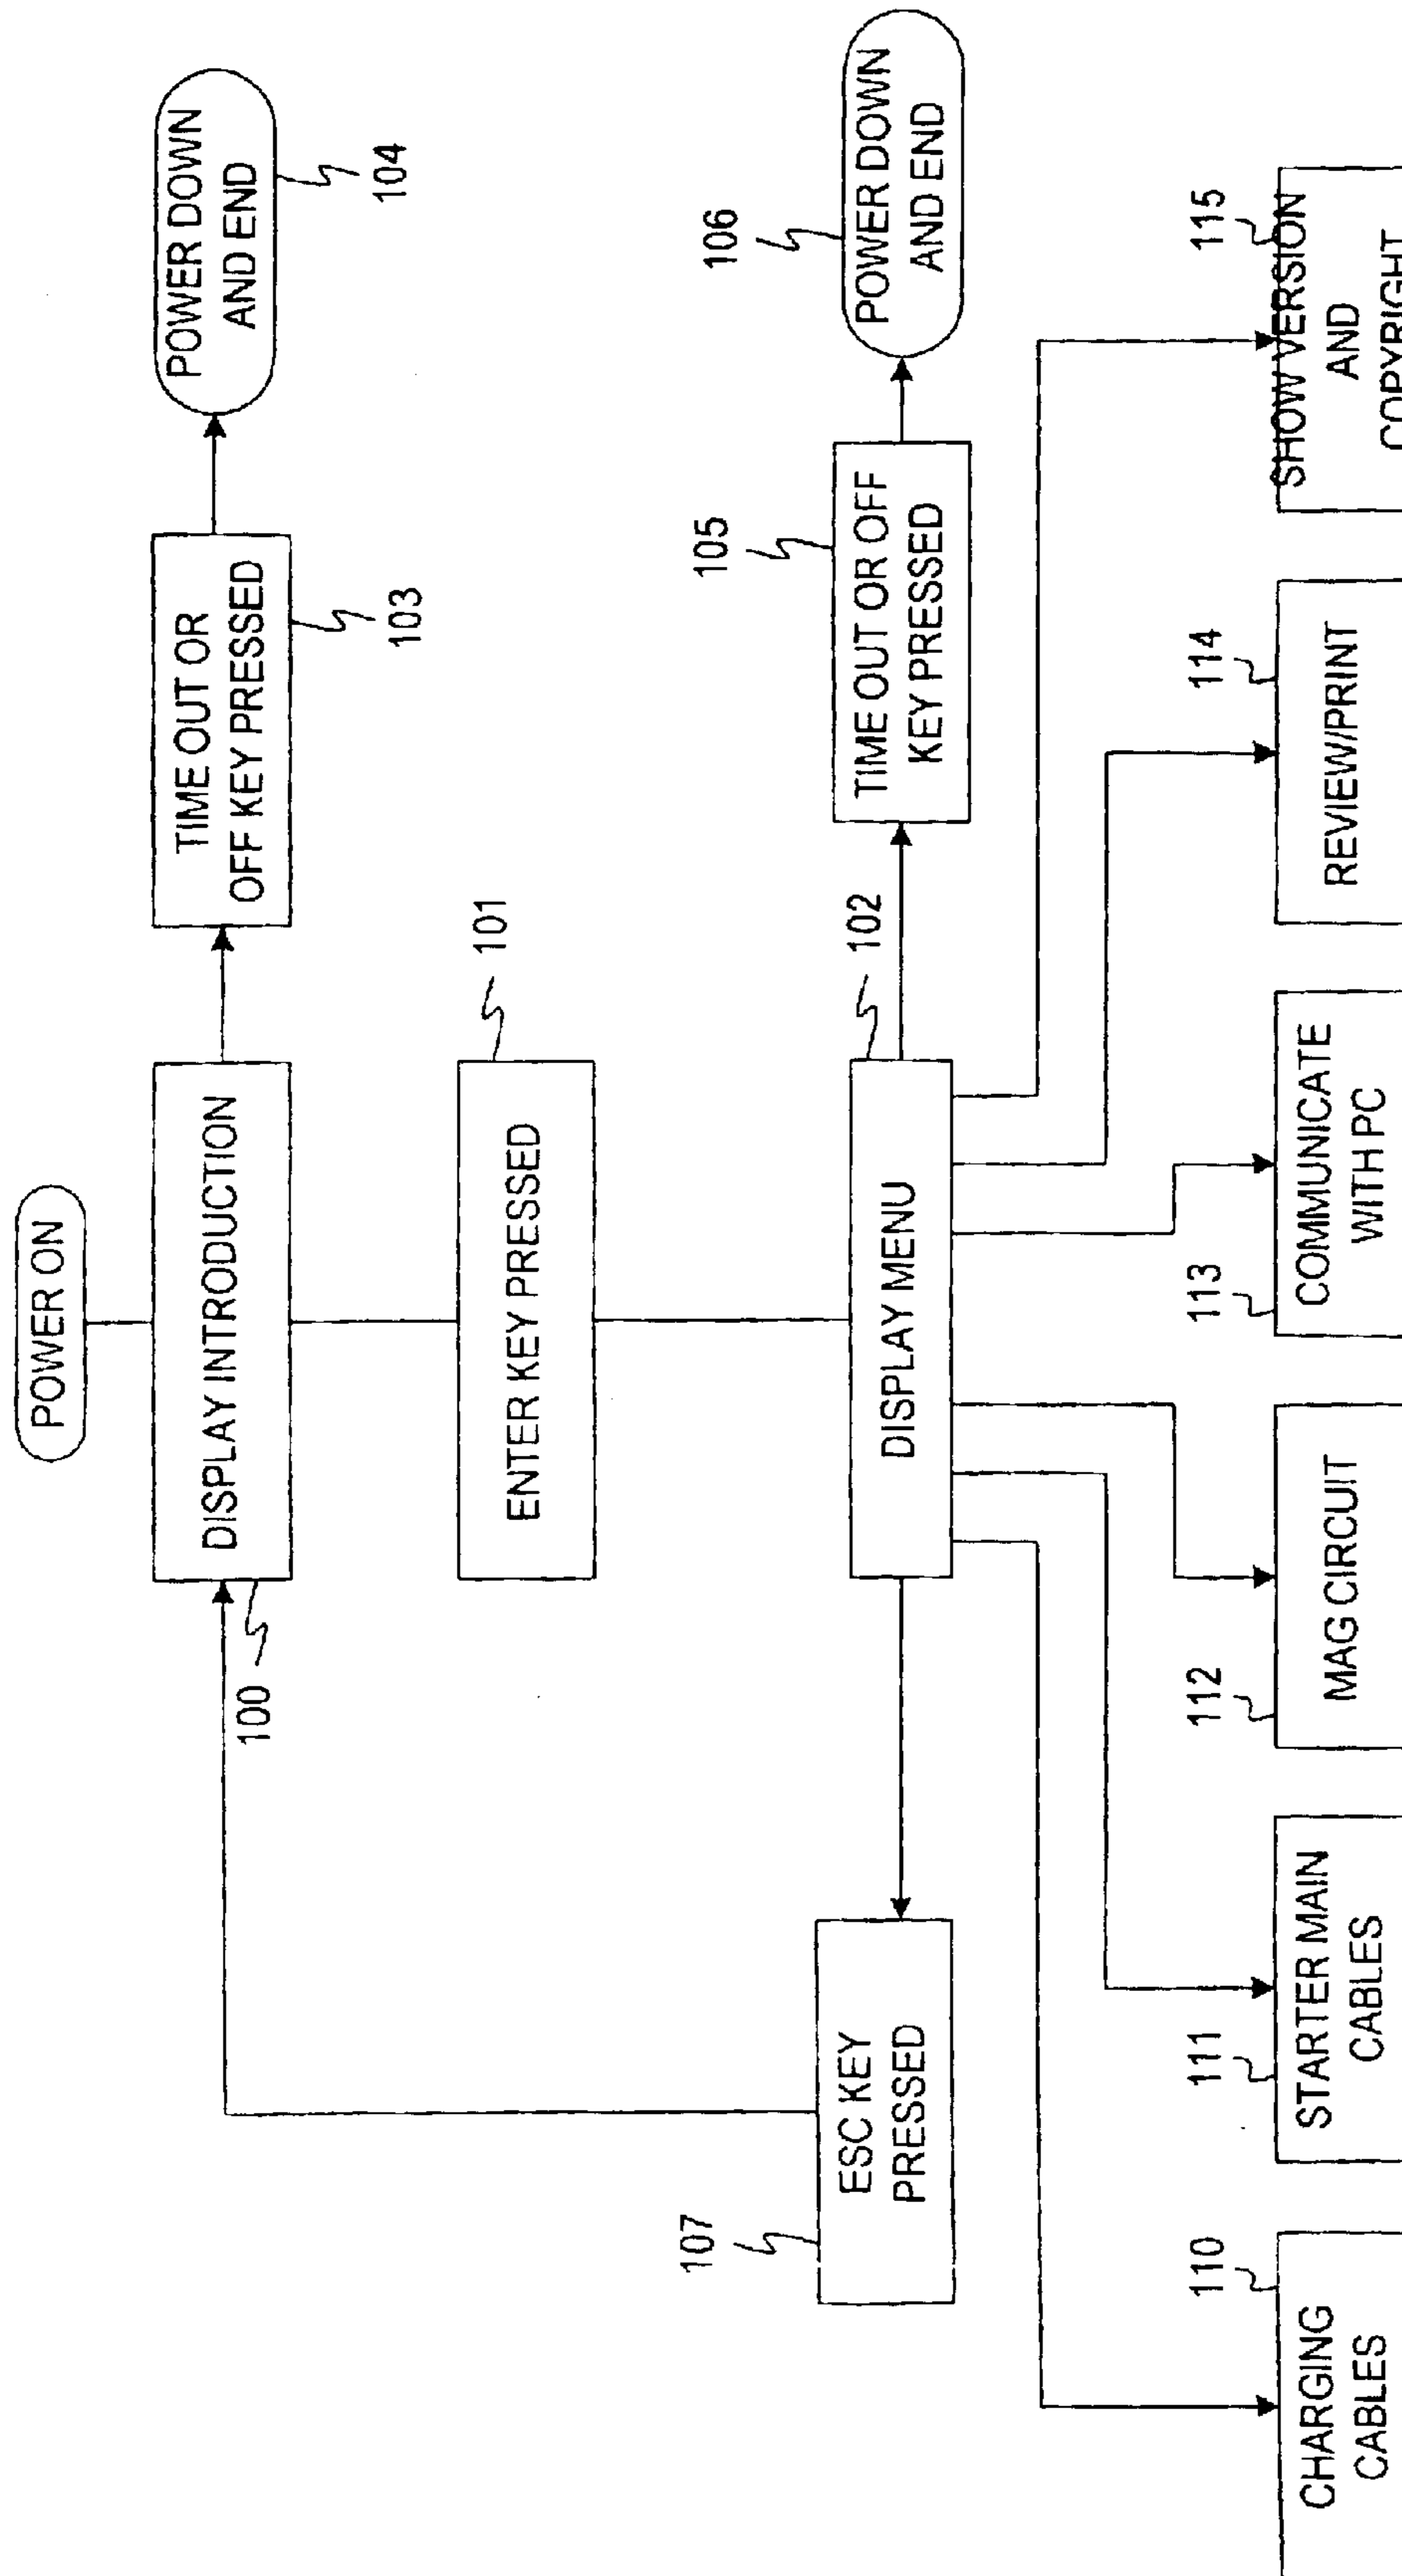 POWER ON
DISPLAY INTRODUCTION
100
TIME OUT OR
OFF KEY PRESSED
103
POWER DOWN
AND END
104
ENTER KEY PRESSED
101
DISPLAY MENU
102
TIME OUT OR OFF
KEY PRESSED
105
POWER DOWN
AND END
106
ESC KEY
PRESSED
107
CHARGING
CABLES
110
STARTER MAIN
CABLES
111
MAG CIRCUIT
112
COMMUNICATE
WITH PC
113
REVIEW/PRINT
114
SHOW VERSION
AND
COPYRIGHT
115